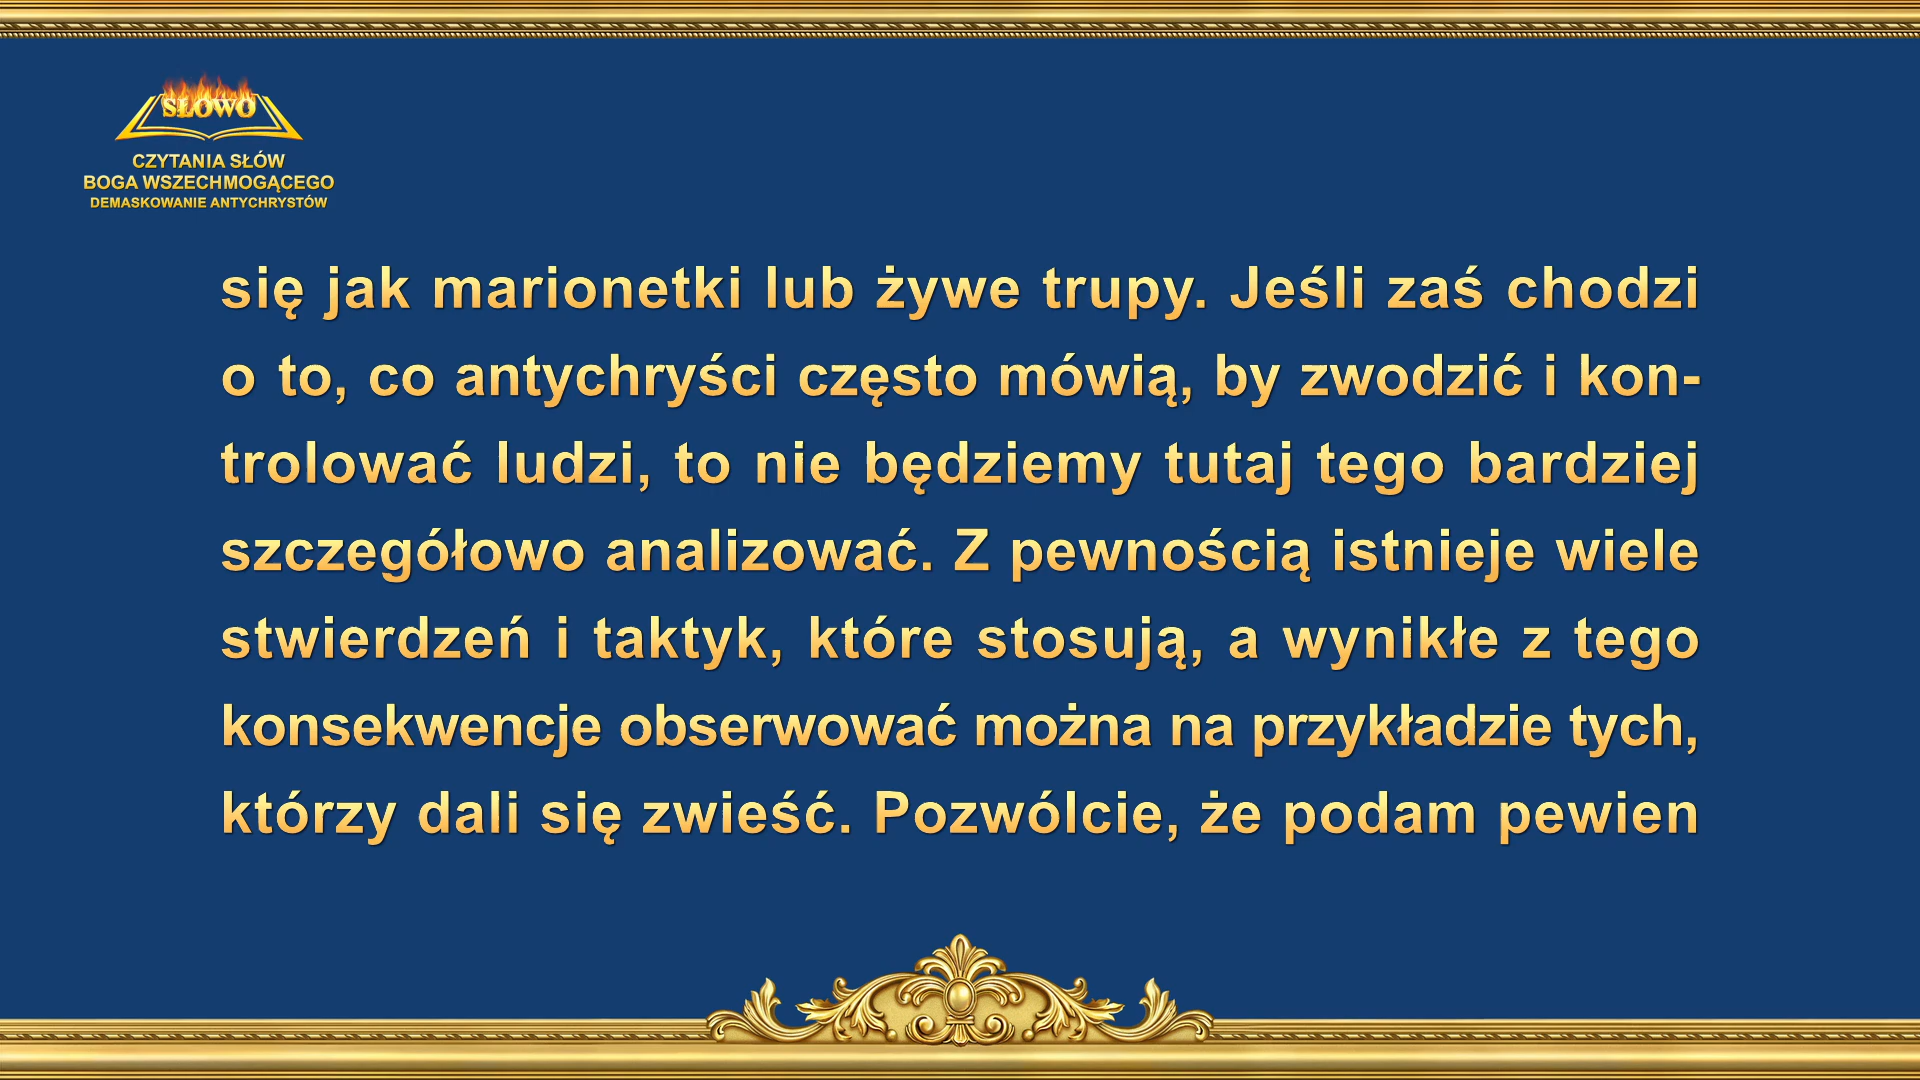 SŁOWO
CZYTANIA SŁÓW
BOGA WSZECHMOGĄCEGO
DEMASKOWANIE ANTYCHRYSTÓW
się jak marionetki lub żywe trupy. Jeśli zaś chodzi
o to, co antychryści często mówią, by zwodzić i kon-
trolować ludzi, to nie będziemy tutaj tego bardziej
szczegółowo analizować. Z pewnością istnieje wiele
stwierdzeń i taktyk, które stosują, a wynikłe z tego
konsekwencje obserwować można na przykładzie tych,
którzy dali się zwieść. Pozwólcie, że podam pewien